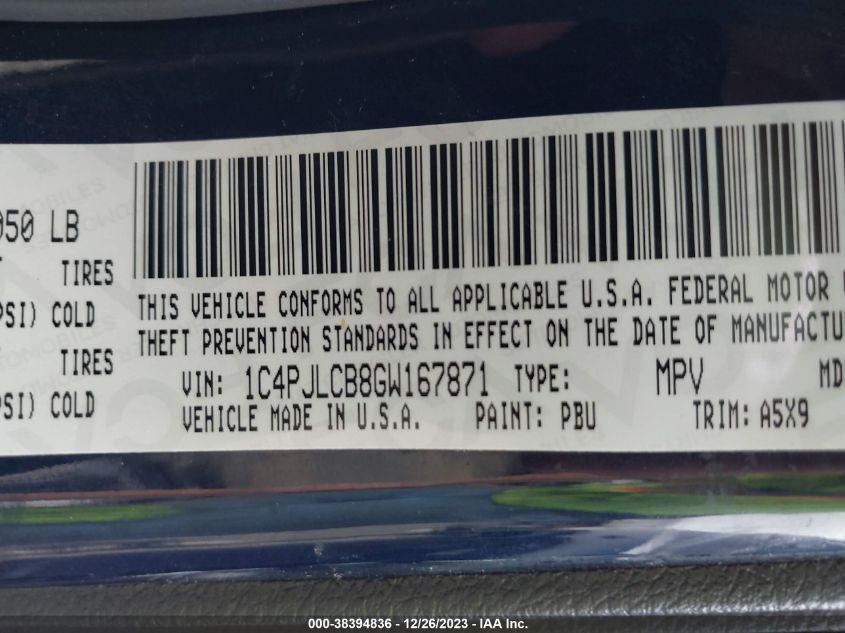 050 LB
TIRES
PSI) COLD
TIRES
PSI) COLD
THIS VEHICLE CONFORMS TO ALL APPLICABLE U.S.A. FEDERAL MOTOR
THEFT PREVENTION STANDARDS IN EFFECT ON THE DATE OF MANUFACTU
VIN: 1C4PJLCB8GW167871 TYPE: MPV MD
VEHICLE MADE IN U.S.A. PAINT: PBU TRIM: A5X9
000-38394836 - 12/26/2023 - IAA Inc.